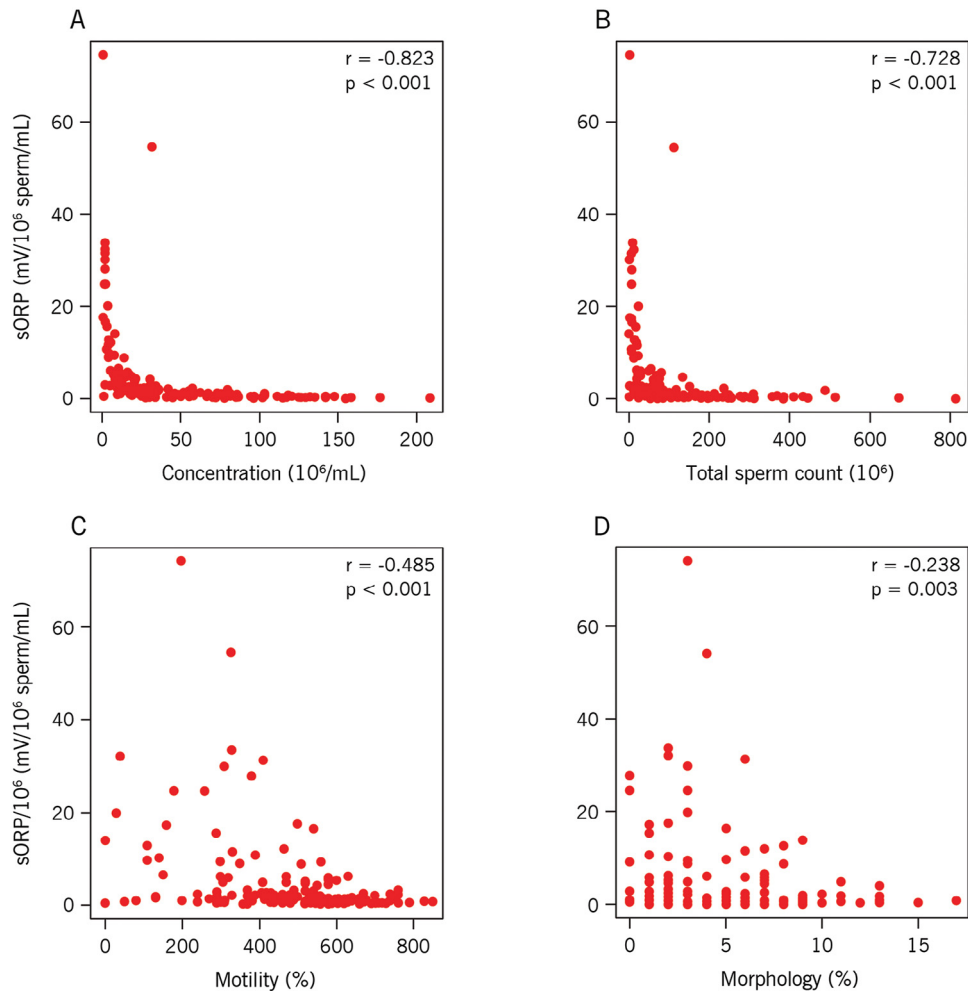 A
r = -0.823
p < 0.001
60
40
20
0
sORP (mV/10⁶ sperm/mL)
0 50 100 150 200
Concentration (10⁶/mL)
B
r = -0.728
p < 0.001
60
40
20
0
0 200 400 600 800
Total sperm count (10⁶)
C
r = -0.485
p < 0.001
60
40
20
0
sORP/10⁶ (mV/10⁶ sperm/mL)
0 200 400 600 800
Motility (%)
D
r = -0.238
p = 0.003
60
40
20
0
0 5 10 15
Morphology (%)